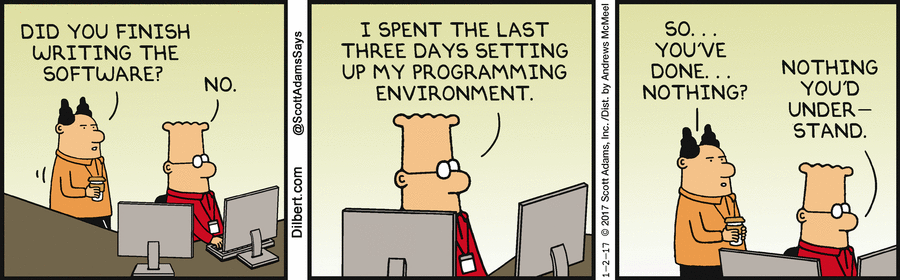 DID YOU FINISH
WRITING THE
SOFTWARE?
NO.
Dilbert.com @ScottAdamsSays
I SPENT THE LAST
THREE DAYS SETTING
UP MY PROGRAMMING
ENVIRONMENT.
1-2-17 © 2017 Scott Adams, Inc. /Dist. by Andrews McMeel
SO...
YOU'VE
DONE...
NOTHING?
NOTHING
YOU'D
UNDER-
STAND.